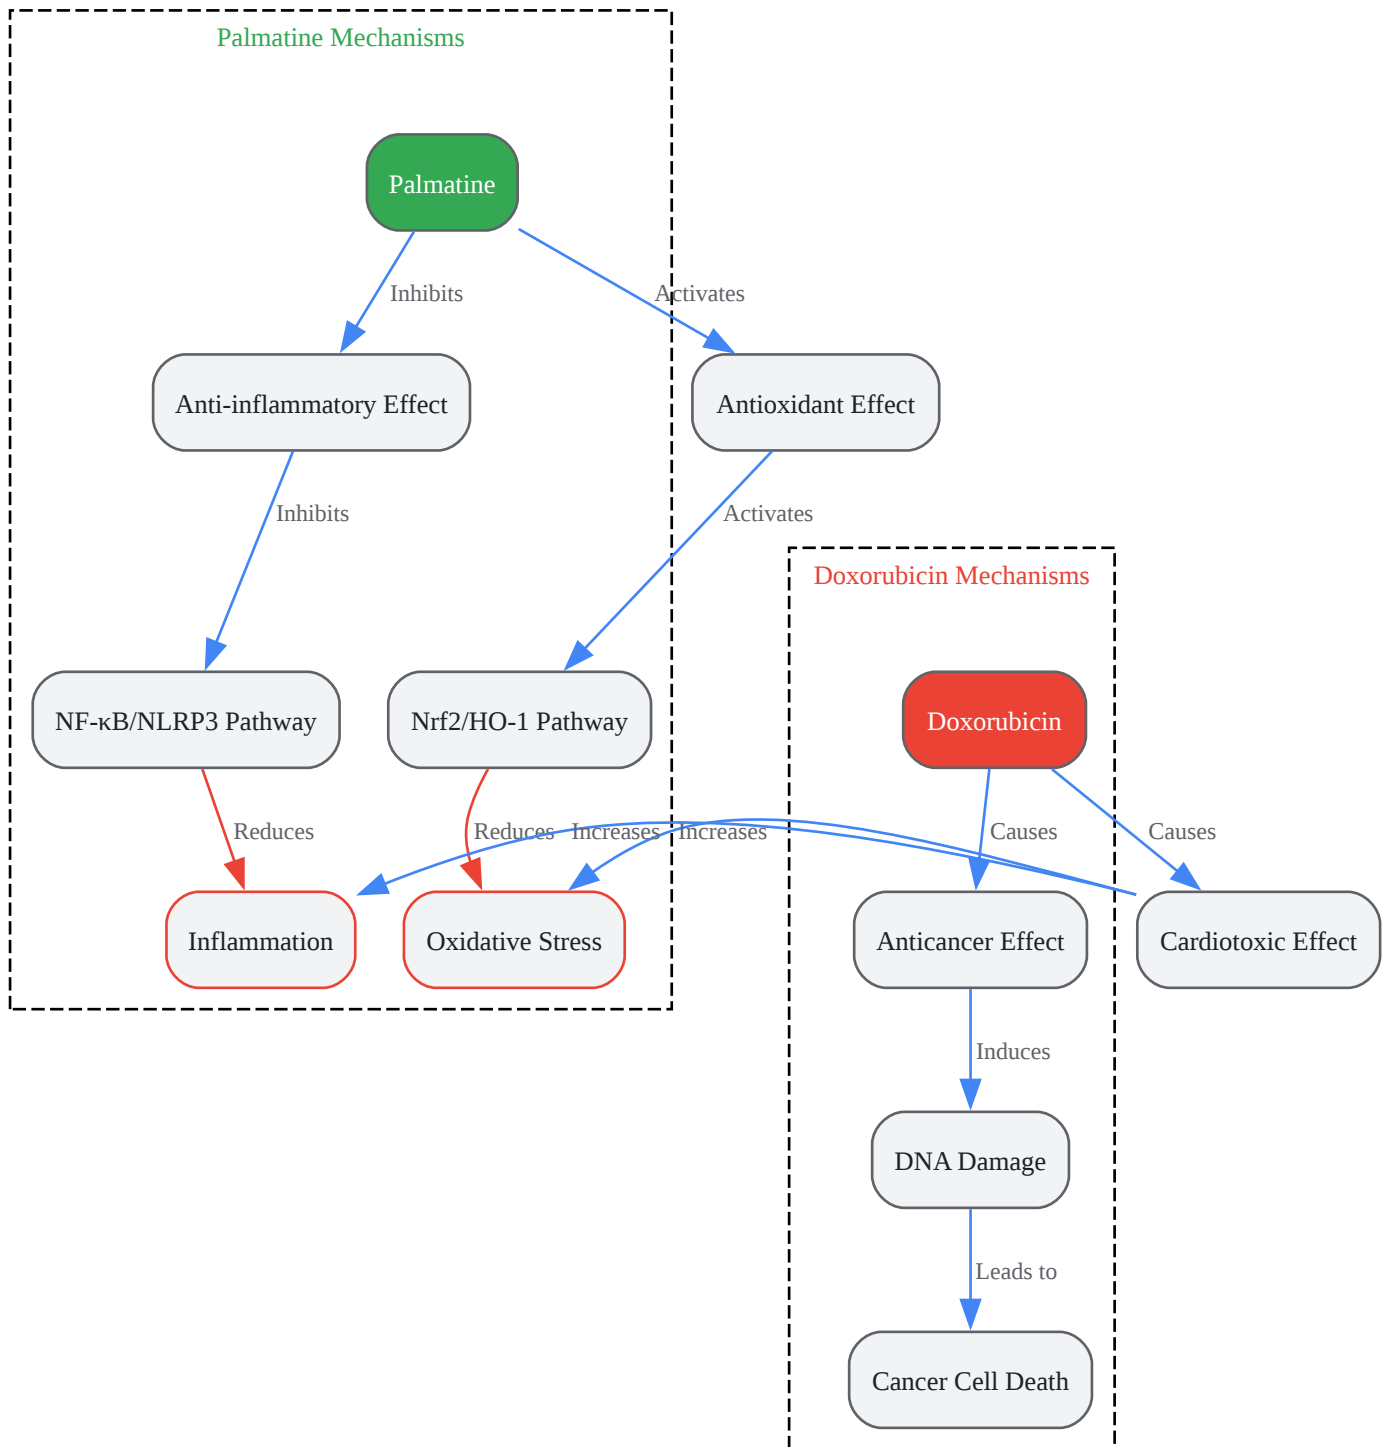 Palmatine Mechanisms
Palmatine
Inhibits
Activates
Anti-inflammatory Effect
Antioxidant Effect
Inhibits
Activates
Doxorubicin Mechanisms
NF-κB/NLRP3 Pathway
Nrf2/HO-1 Pathway
Doxorubicin
Reduces
Reduces
Increases
Increases
Causes
Causes
Inflammation
Oxidative Stress
Anticancer Effect
Cardiotoxic Effect
Induces
DNA Damage
Leads to
Cancer Cell Death